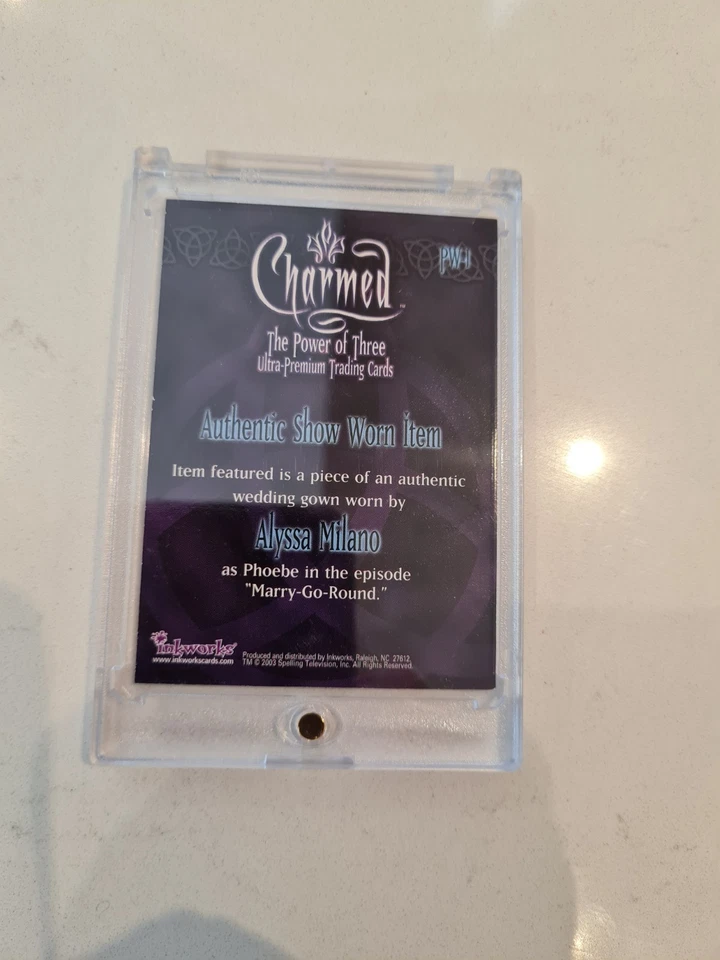 Charmed
PW-1
The Power of Three
Ultra-Premium Trading Cards
Authentic Show Worn Item
Item featured is a piece of an authentic
wedding gown worn by
Alyssa Milano
as Phoebe in the episode
"Marry-Go-Round."
inkworks
www.inkworkscards.com
Produced and distributed by Inkworks, Raleigh, NC 27612.
TM © 2003 Spelling Television, Inc. All Rights Reserved.